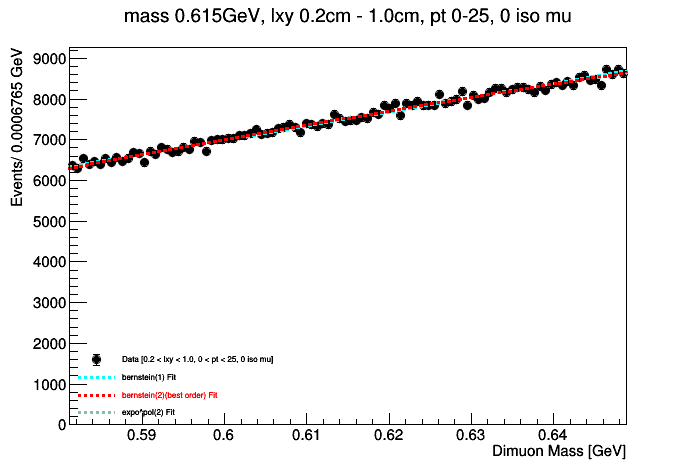 mass 0.615GeV, lxy 0.2cm - 1.0cm, pt 0-25, 0 iso mu
Events/ 0.0006765 GeV
9000
8000
7000
6000
5000
4000
3000
2000
1000
0
Data [0.2 < lxy < 1.0, 0 < pt < 25, 0 iso mu]
bernstein(1) Fit
bernstein(2)(best order) Fit
expo*pol(2) Fit
0.59 0.6 0.61 0.62 0.63 0.64
Dimuon Mass [GeV]